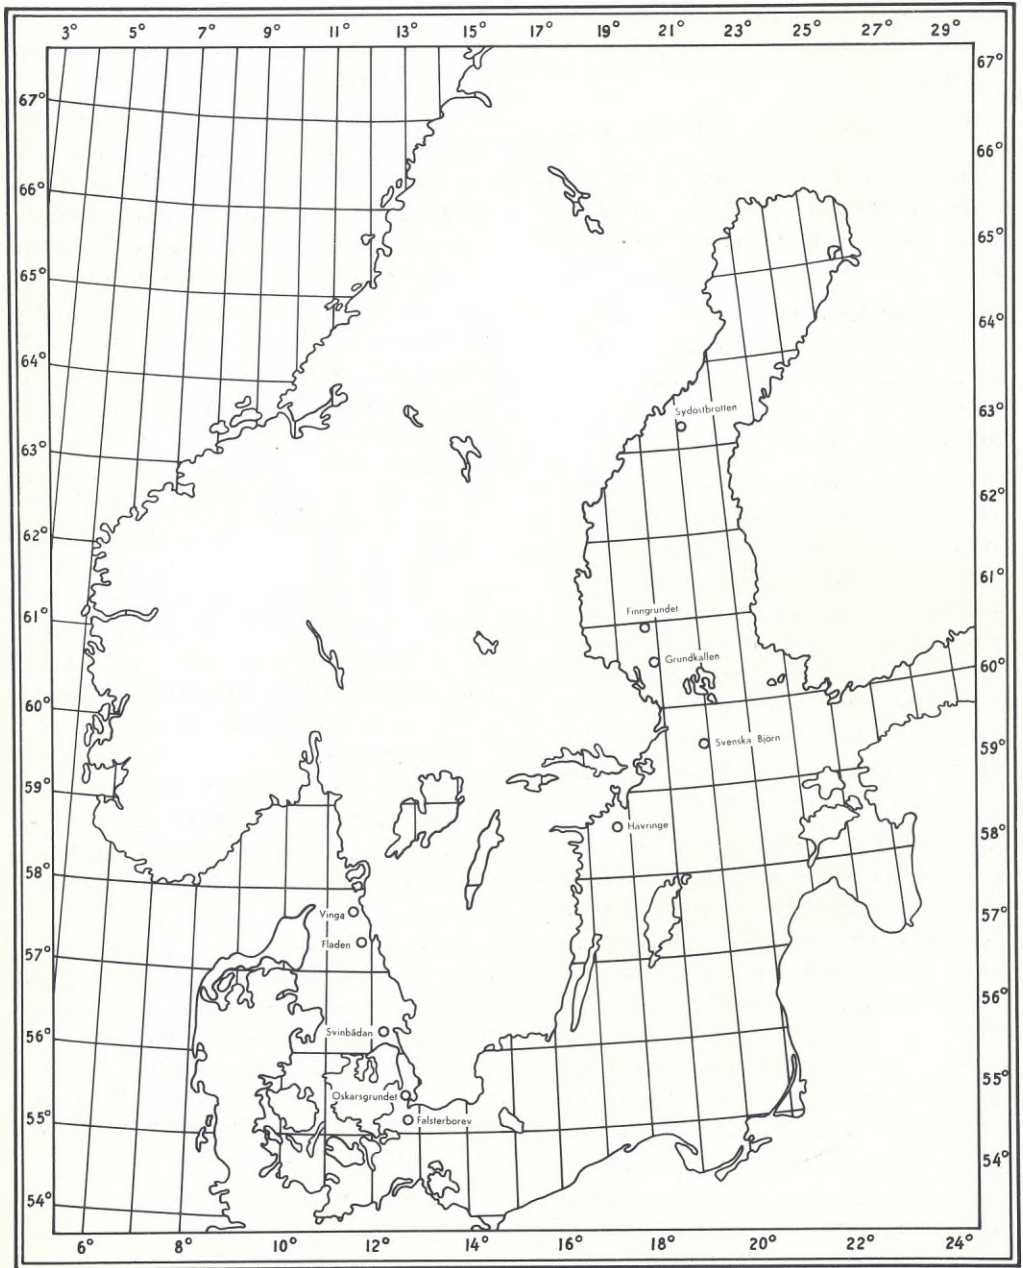 3° 5° 7° 9° 11° 13° 15° 17° 19° 21° 23° 25° 27° 29°
67° 67°
66° 66°
65° 65°
64° 64°
63° 63°
Sydostbrotten
62° 62°
61° 61°
Finngrundet
Grundkallen
60° 60°
Svenska Björn
59° 59°
Hävringe
58° 58°
Vinga
57° 57°
Fladen
56° 56°
Svinbådan
Oskarsgrundet
55° 55°
Falsterborev
54° 54°
6° 8° 10° 12° 14° 16° 18° 20° 22° 24°